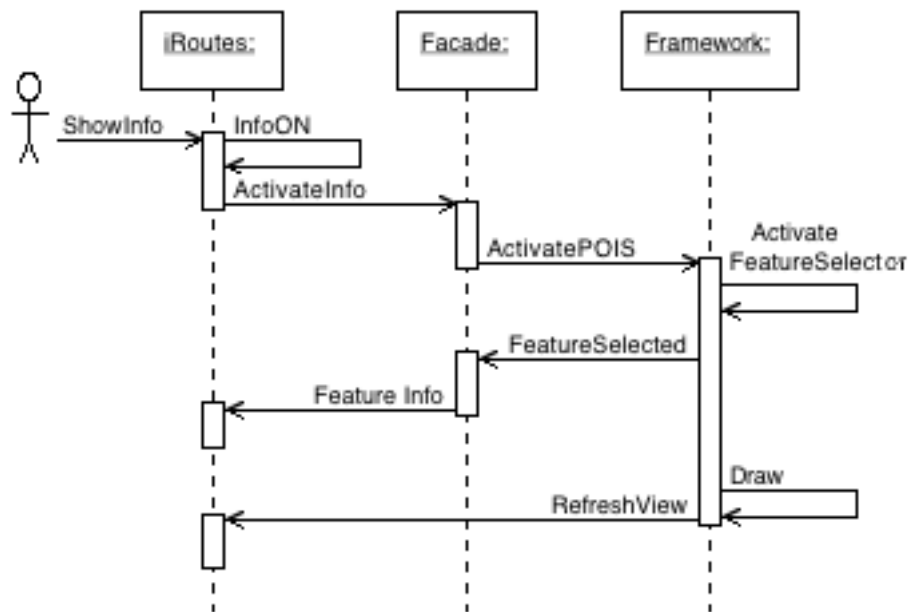 iRoutes:
Facade:
Framework:
ShowInfo
InfoON
ActivateInfo
ActivatePOIS
Activate
FeatureSelector
FeatureSelected
Feature Info
Draw
RefreshView